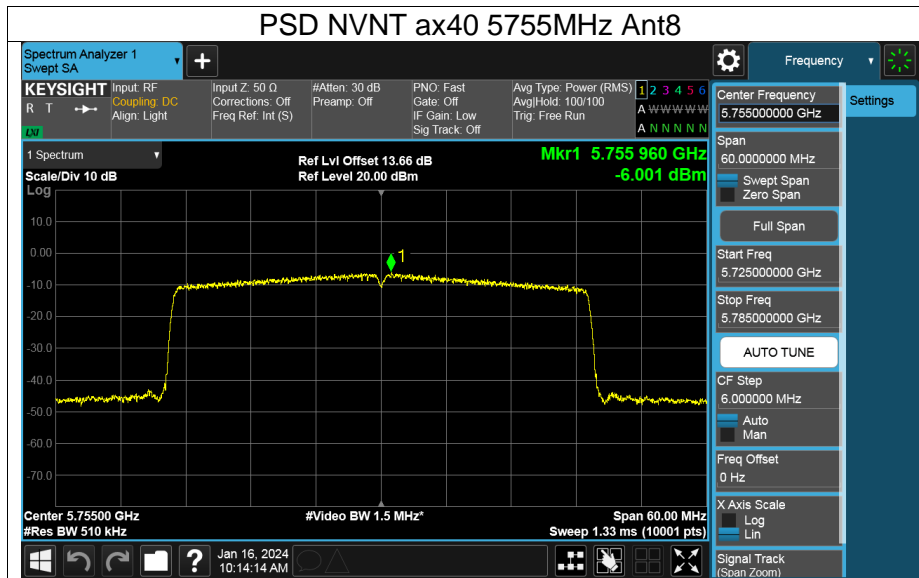 PSD NVNT ax40 5755MHz Ant8
Spectrum Analyzer 1
Swept SA
+
Frequency
KEYSIGHT
R T
LXI
Input: RF
Coupling: DC
Align: Light
Input Z: 50 Ω
Corrections: Off
Freq Ref: Int (S)
#Atten: 30 dB
Preamp: Off
PNO: Fast
Gate: Off
IF Gain: Low
Sig Track: Off
Avg Type: Power (RMS)
Avg|Hold: 100/100
Trig: Free Run
1 2 3 4 5 6
A W W W W W
A N N N N N
Center Frequency
5.755000000 GHz
Settings
Span
60.0000000 MHz
Swept Span
Zero Span
Full Span
Start Freq
5.725000000 GHz
Stop Freq
5.785000000 GHz
AUTO TUNE
CF Step
6.000000 MHz
Auto
Man
Freq Offset
0 Hz
X Axis Scale
Log
Lin
Signal Track
(Span Zoom)
1 Spectrum
Scale/Div 10 dB
Ref Lvl Offset 13.66 dB
Ref Level 20.00 dBm
Mkr1 5.755 960 GHz
-6.001 dBm
Log
10.0
0.00
-10.0
-20.0
-30.0
-40.0
-50.0
-60.0
-70.0
1
Center 5.75500 GHz
#Res BW 510 kHz
#Video BW 1.5 MHz*
Span 60.00 MHz
Sweep 1.33 ms (10001 pts)
?
Jan 16, 2024
10:14:14 AM